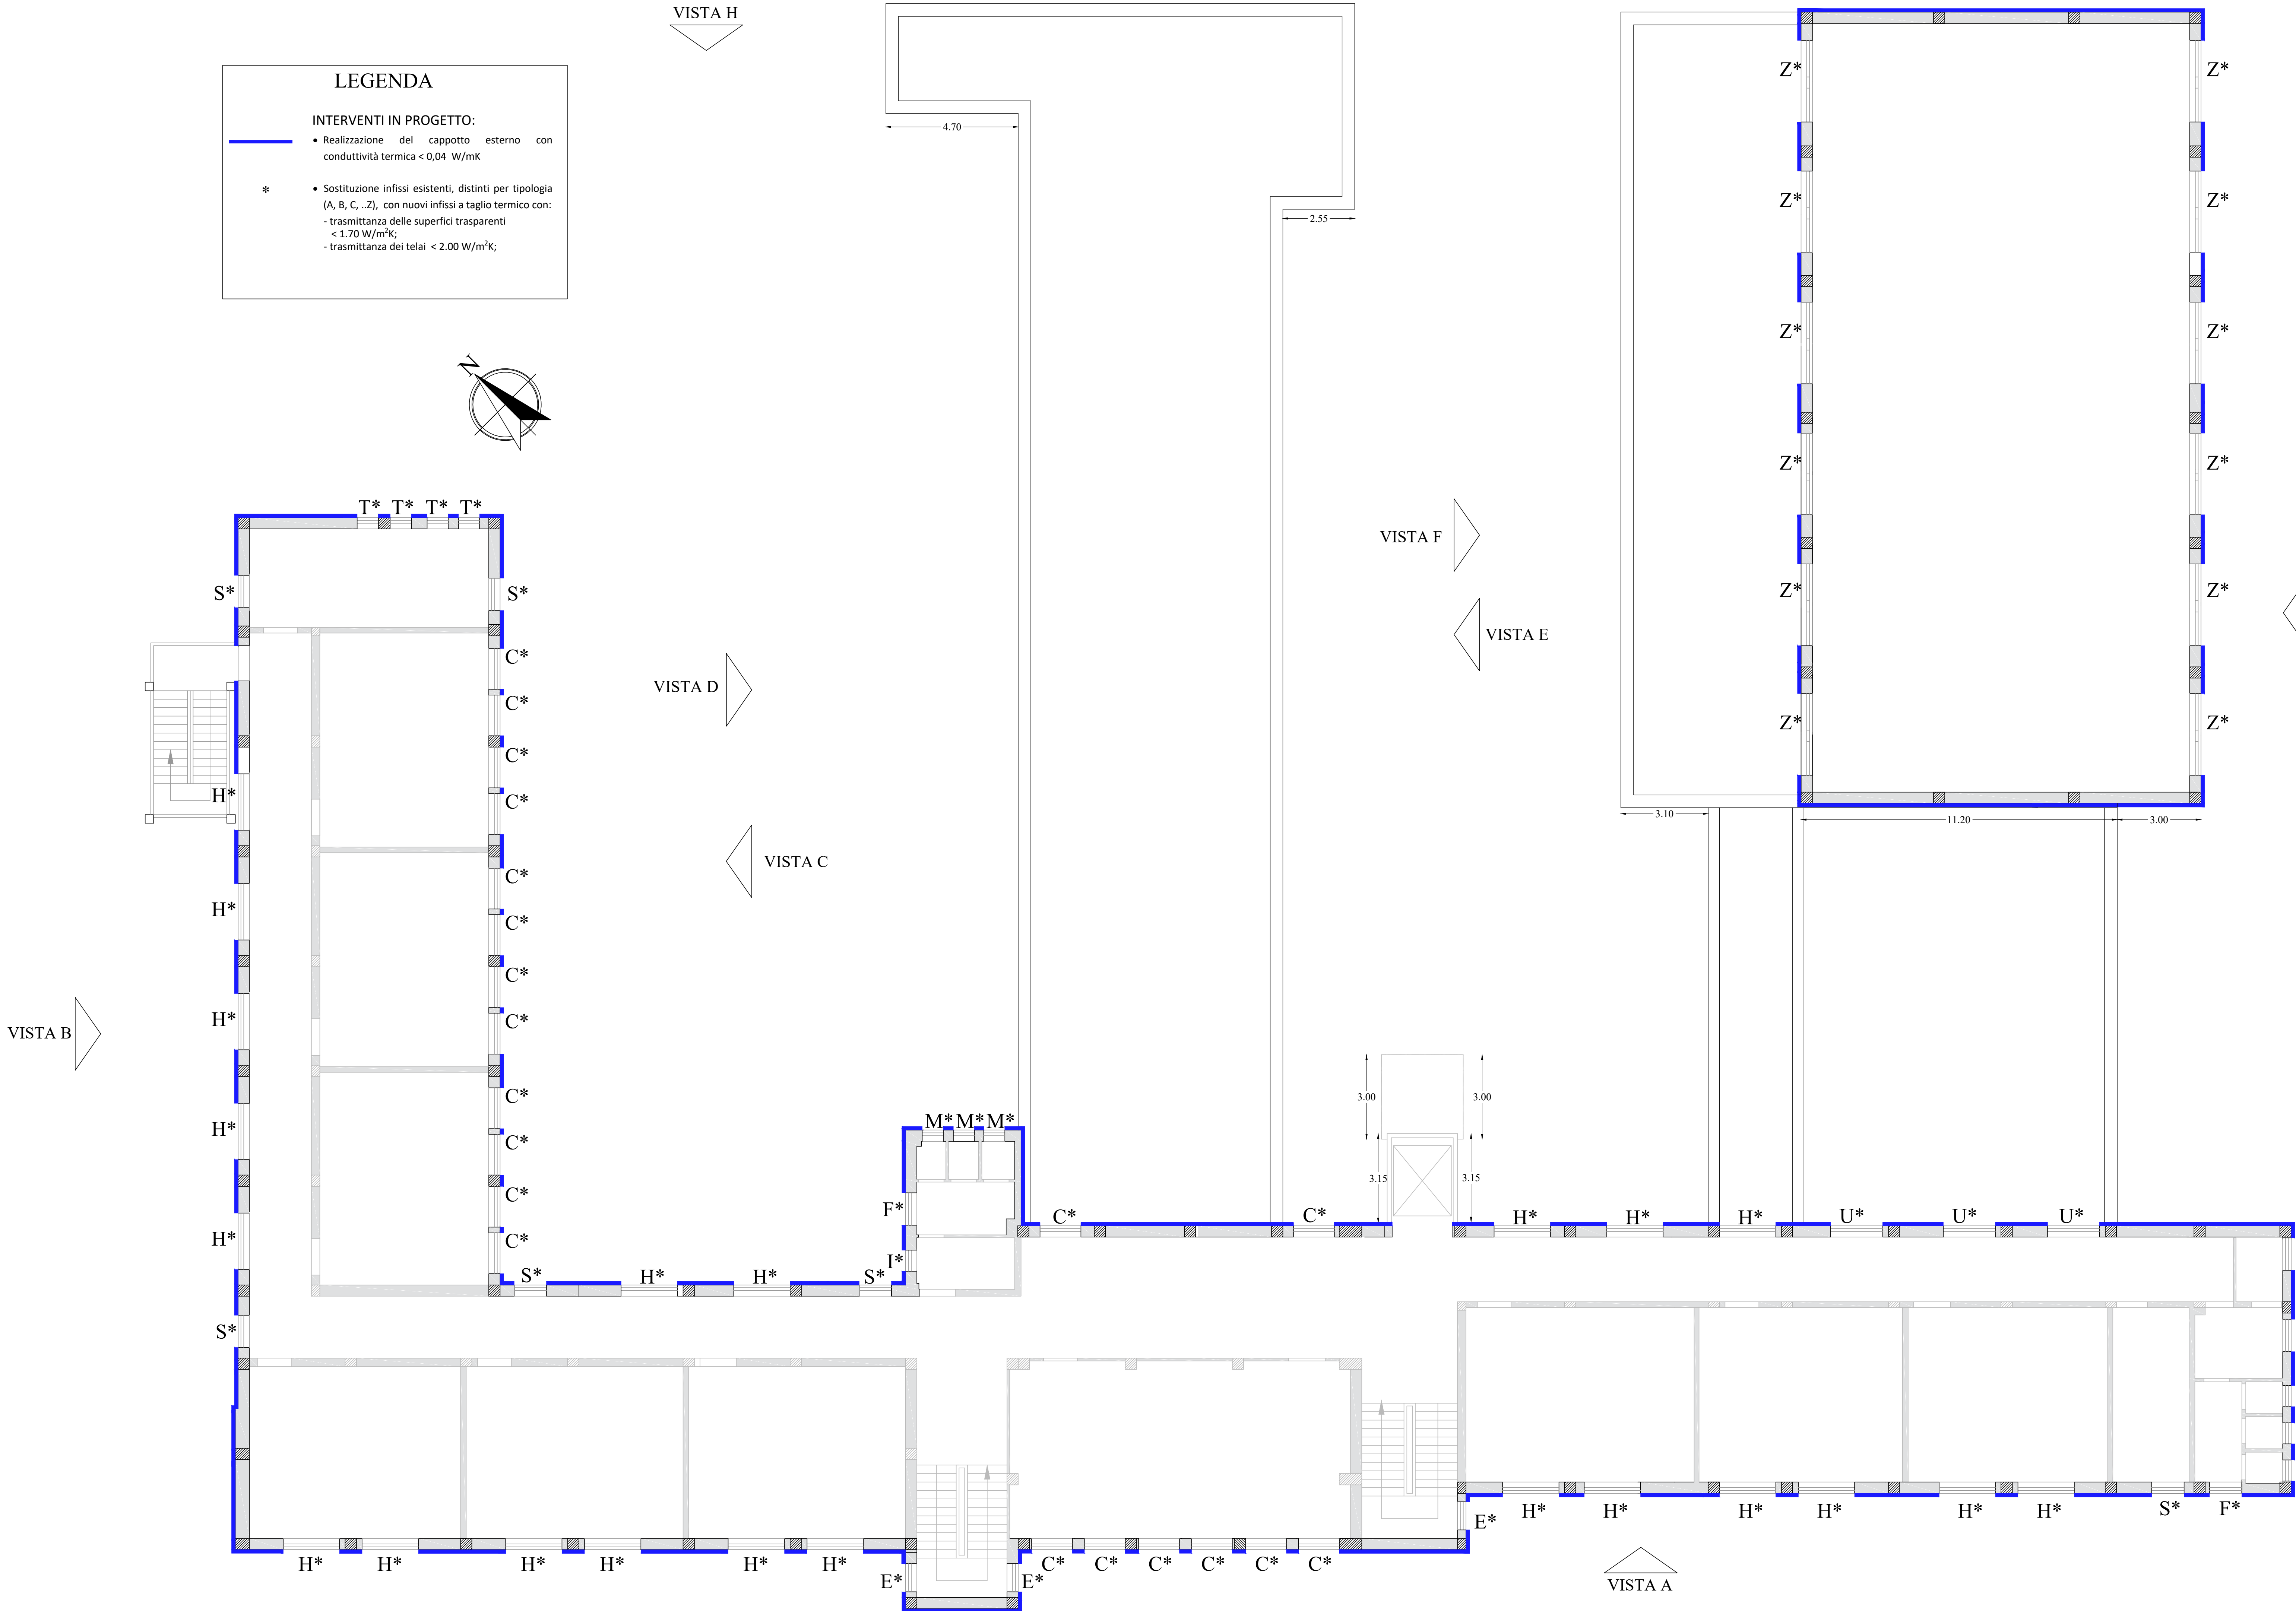 VISTA H
LEGENDA
INTERVENTI IN PROGETTO:
• Realizzazione del cappotto esterno con
conduttività termica < 0,04 W/mK
*
• Sostituzione infissi esistenti, distinti per tipologia
(A, B, C, ..Z), con nuovi infissi a taglio termico con:
- trasmittanza delle superfici trasparenti
< 1.70 W/m²K;
- trasmittanza dei telai < 2.00 W/m²K;
4.70
2.55
Z* Z*
Z* Z*
Z* Z*
Z* Z*
Z* Z*
Z* Z*
3.10
11.20
3.00
N
VISTA F
VISTA E
VISTA D
VISTA C
VISTA B
T* T* T* T*
S* S*
C*
C*
C*
H* C*
C*
H* C*
C*
H* C*
C*
H* C*
C*
H* C*
S*
S* H* H* S*
M* M* M*
F*
I*
3.00 3.00
3.15 3.15
C* C* H* H* H* U* U* U*
H* H* H* H* H* H*
E* E*
C* C* C* C* C* C*
E*
H* H* H* H* H* H* S* F*
VISTA A